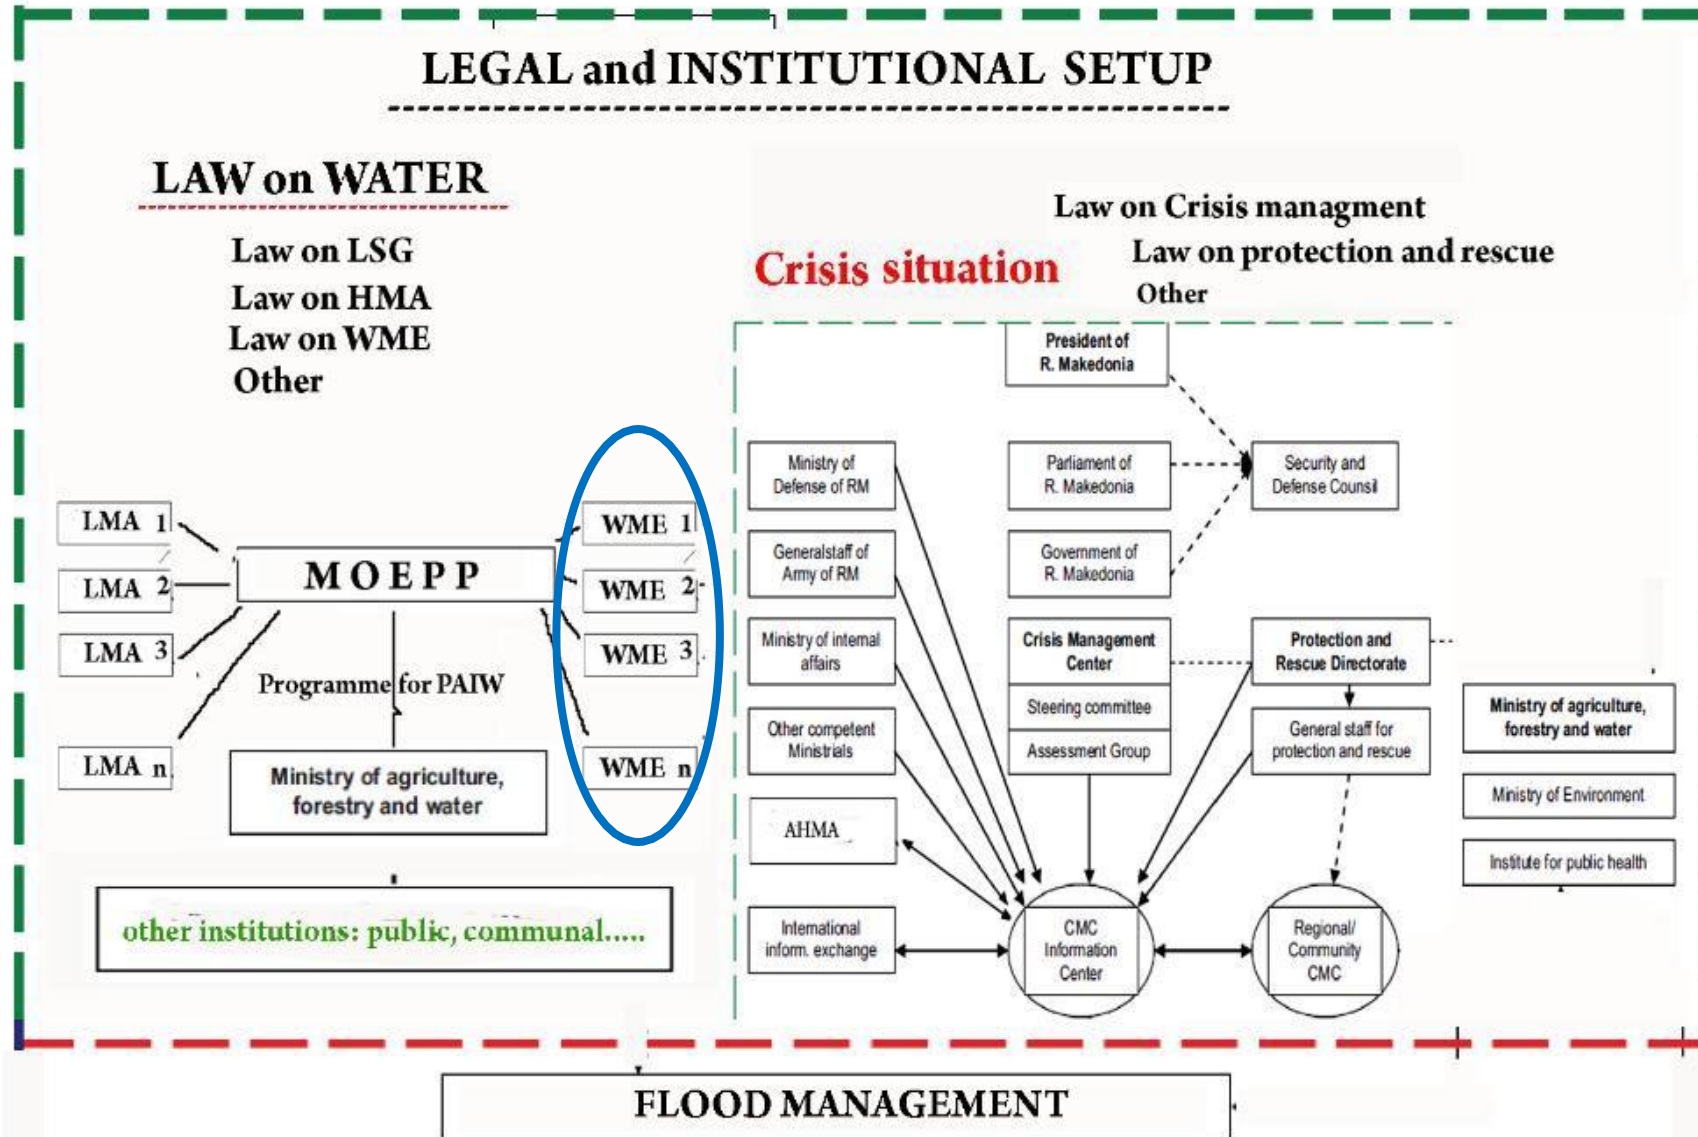 LEGAL and INSTITUTIONAL SETUP
LAW on WATER
Law on LSG
Law on HMA
Law on WME
Other
Law on Crisis managment
Law on protection and rescue
Other
Crisis situation
LMA 1
LMA 2
LMA 3
LMA n
MOEPP
WME 1
WME 2
WME 3
WME n
Programme for PAIW
Ministry of agriculture,
forestry and water
other institutions: public, communal.....
President of
R. Makedonia
Ministry of
Defense of RM
Parliament of
R. Makedonia
Security and
Defense Counsil
Generalstaff of
Army of RM
Government of
R. Makedonia
Ministry of internal
affairs
Crisis Management
Center
Steering committee
Assessment Group
Protection and
Rescue Directorate
Other competent
Ministrials
General staff for
protection and rescue
Ministry of agriculture,
forestry and water
Ministry of Environment
Institute for public health
AHMA
International
inform. exchange
CMC
Information
Center
Regional/
Community
CMC
FLOOD MANAGEMENT